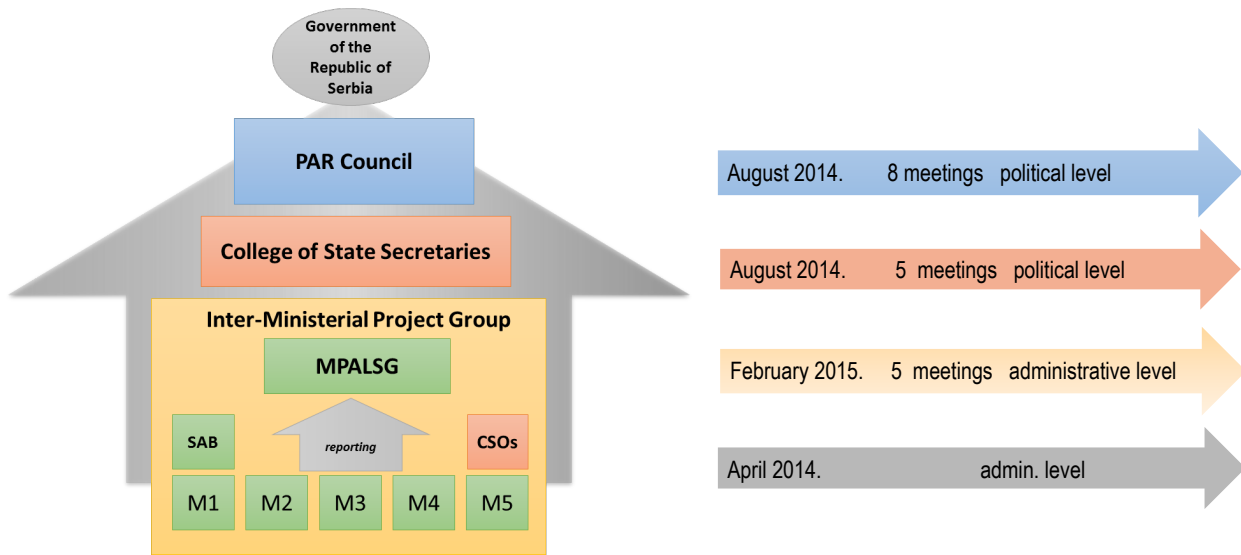 Government
of the
Republic of
Serbia
PAR Council
College of State Secretaries
Inter-Ministerial Project Group
MPALSG
SAB
reporting
CSOs
M1
M2
M3
M4
M5
August 2014. 8 meetings political level
August 2014. 5 meetings political level
February 2015. 5 meetings administrative level
April 2014. admin. level